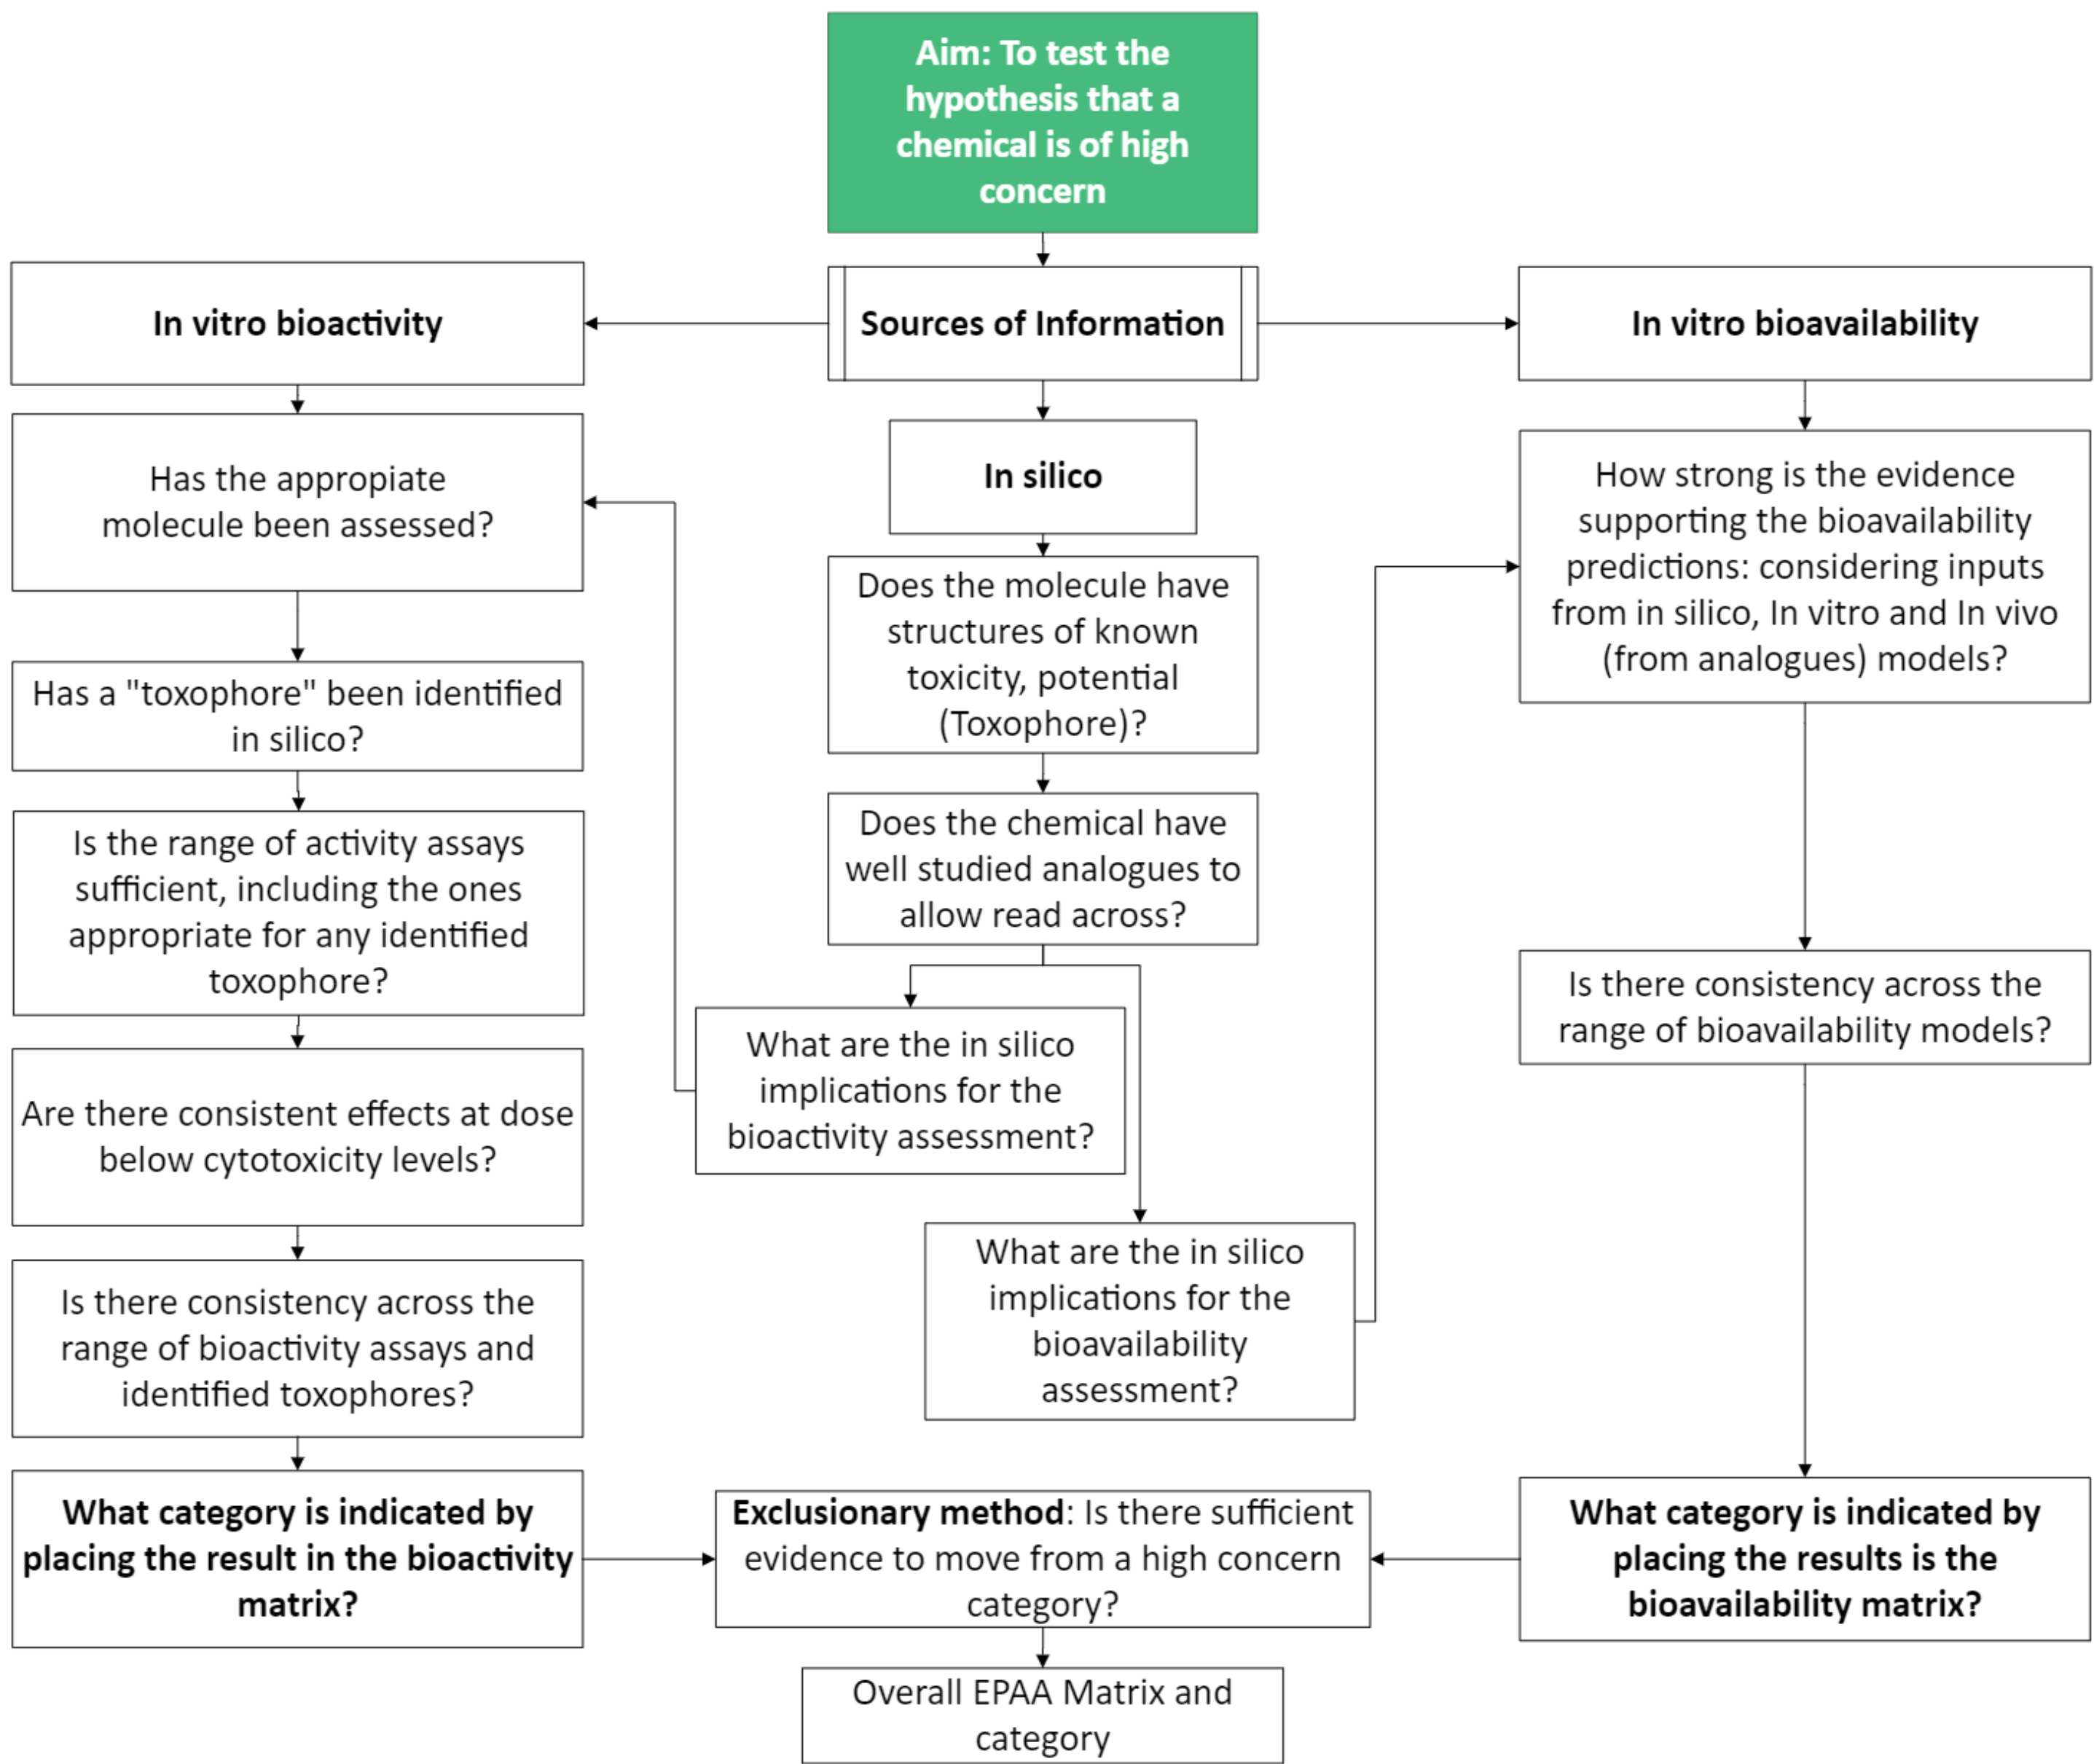 Aim: To test the
hypothesis that a
chemical is of high
concern
In vitro bioactivity
Sources of Information
In vitro bioavailability
Has the appropiate
molecule been assessed?
Has a "toxophore" been identified
in silico?
Is the range of activity assays
sufficient, including the ones
appropriate for any identified
toxophore?
Are there consistent effects at dose
below cytotoxicity levels?
Is there consistency across the
range of bioactivity assays and
identified toxophores?
What category is indicated by
placing the result in the bioactivity
matrix?
In silico
Does the molecule have
structures of known
toxicity, potential
(Toxophore)?
Does the chemical have
well studied analogues to
allow read across?
What are the in silico
implications for the
bioactivity assessment?
What are the in silico
implications for the
bioavailability
assessment?
How strong is the evidence
supporting the bioavailability
predictions: considering inputs
from in silico, In vitro and In vivo
(from analogues) models?
Is there consistency across the
range of bioavailability models?
What category is indicated by
placing the results is the
bioavailability matrix?
Exclusionary method: Is there sufficient
evidence to move from a high concern
category?
Overall EPAA Matrix and
category